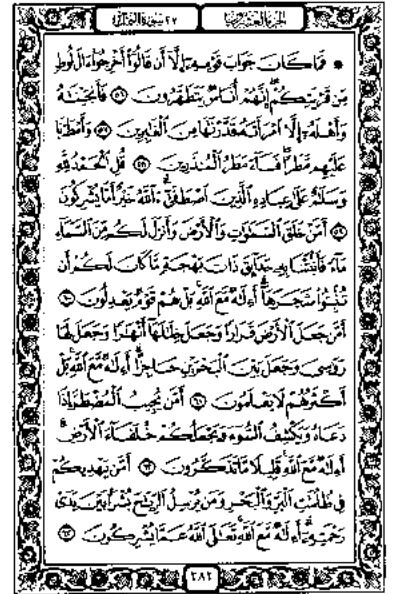 الجزء العشرون
٢٧ سورة النمل
۞ فَمَا كَانَ جَوَابَ قَوْمِهِۦٓ إِلَّآ أَن قَالُوٓا۟ أَخْرِجُوٓا۟ ءَالَ لُوطٍ
مِّن قَرْيَتِكُمْ ۖ إِنَّهُمْ أُنَاسٌ يَتَطَهَّرُونَ ٥٦ فَأَنجَيْنَٰهُ
وَأَهْلَهُۥٓ إِلَّا ٱمْرَأَتَهُۥ قَدَّرْنَٰهَا مِنَ ٱلْغَٰبِرِينَ ٥٧ وَأَمْطَرْنَا
عَلَيْهِم مَّطَرًا ۖ فَسَآءَ مَطَرُ ٱلْمُنذَرِينَ ٥٨ قُلِ ٱلْحَمْدُ لِلَّهِ
وَسَلَٰمٌ عَلَىٰ عِبَادِهِ ٱلَّذِينَ ٱصْطَفَىٰٓ ۗ ءَآللَّهُ خَيْرٌ أَمَّا يُشْرِكُونَ
٥٩ أَمَّنْ خَلَقَ ٱلسَّمَٰوَٰتِ وَٱلْأَرْضَ وَأَنزَلَ لَكُم مِّنَ ٱلسَّمَآءِ
مَآءً فَأَنۢبَتْنَا بِهِۦ حَدَآئِقَ ذَاتَ بَهْجَةٍ مَّا كَانَ لَكُمْ أَن
تُنۢبِتُوا۟ شَجَرَهَآ ۗ أَءِلَٰهٌ مَّعَ ٱللَّهِ ۚ بَلْ هُمْ قَوْمٌ يَعْدِلُونَ ٦٠
أَمَّن جَعَلَ ٱلْأَرْضَ قَرَارًا وَجَعَلَ خِلَٰلَهَآ أَنْهَٰرًا وَجَعَلَ لَهَا
رَوَٰسِىَ وَجَعَلَ بَيْنَ ٱلْبَحْرَيْنِ حَاجِزًا ۗ أَءِلَٰهٌ مَّعَ ٱللَّهِ ۚ بَلْ
أَكْثَرُهُمْ لَا يَعْلَمُونَ ٦١ أَمَّن يُجِيبُ ٱلْمُضْطَرَّ إِذَا
دَعَاهُ وَيَكْشِفُ ٱلسُّوٓءَ وَيَجْعَلُكُمْ خُلَفَآءَ ٱلْأَرْضِ ۗ
أَءِلَٰهٌ مَّعَ ٱللَّهِ ۚ قَلِيلًا مَّا تَذَكَّرُونَ ٦٢ أَمَّن يَهْدِيكُمْ
فِى ظُلُمَٰتِ ٱلْبَرِّ وَٱلْبَحْرِ وَمَن يُرْسِلُ ٱلرِّيَٰحَ بُشْرًۢا بَيْنَ يَدَىْ
رَحْمَتِهِۦٓ ۗ أَءِلَٰهٌ مَّعَ ٱللَّهِ ۚ تَعَٰلَى ٱللَّهُ عَمَّا يُشْرِكُونَ ٦٣
٣٨٢